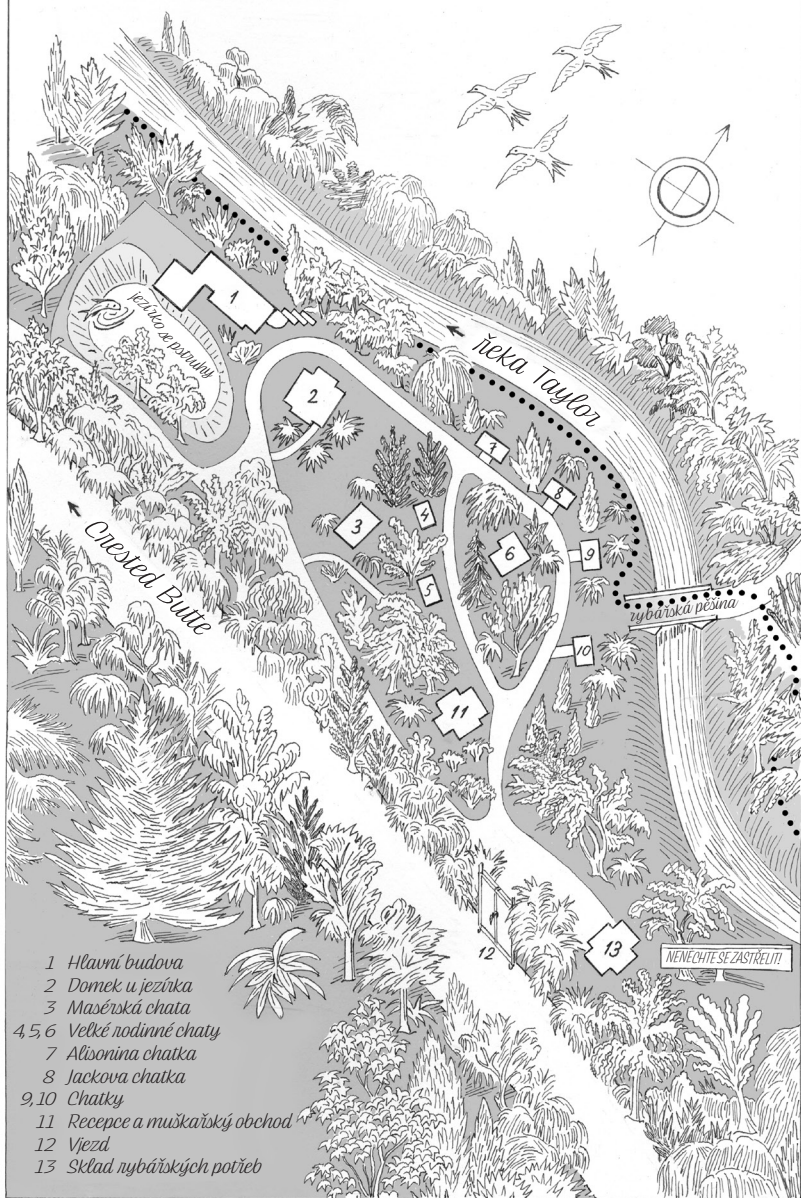 1
jezírko se pstruhy
řeka Taylor
2
7
8
4
3
6
9
5
rybářská pěšina
Crested Butte
10
11
12
13
NENECHTE SE ZASTŘELIT!
1 Hlavní budova
2 Domek u jezírka
3 Masérská chata
4,5,6 Velké rodinné chaty
7 Alisonina chatka
8 Jackova chatka
9,10 Chatky
11 Recepce a muškařský obchod
12 Vjezd
13 Sklad rybářských potřeb